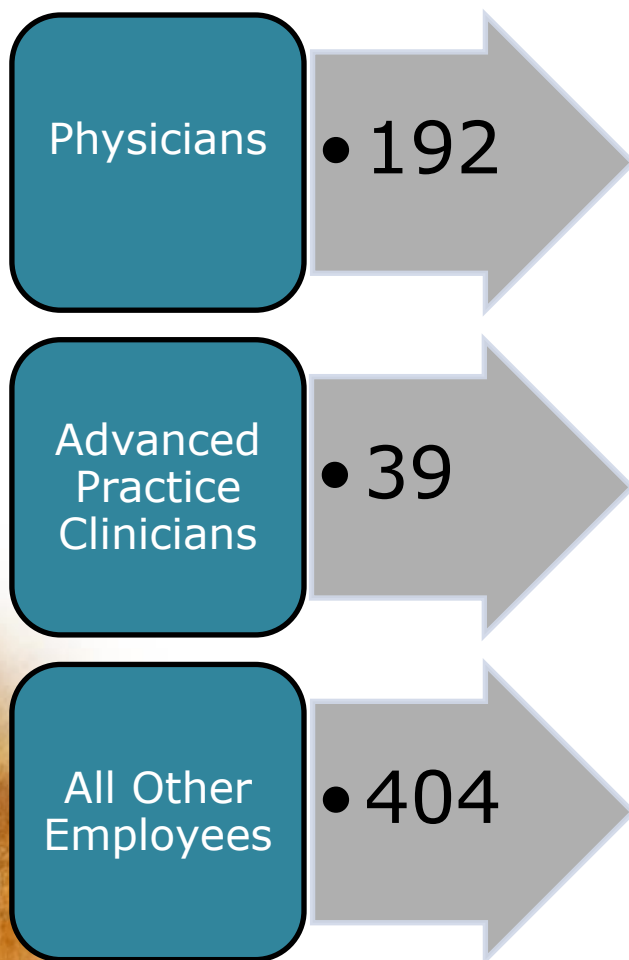 Physicians
• 192
Advanced
Practice
Clinicians
• 39
All Other
Employees
• 404